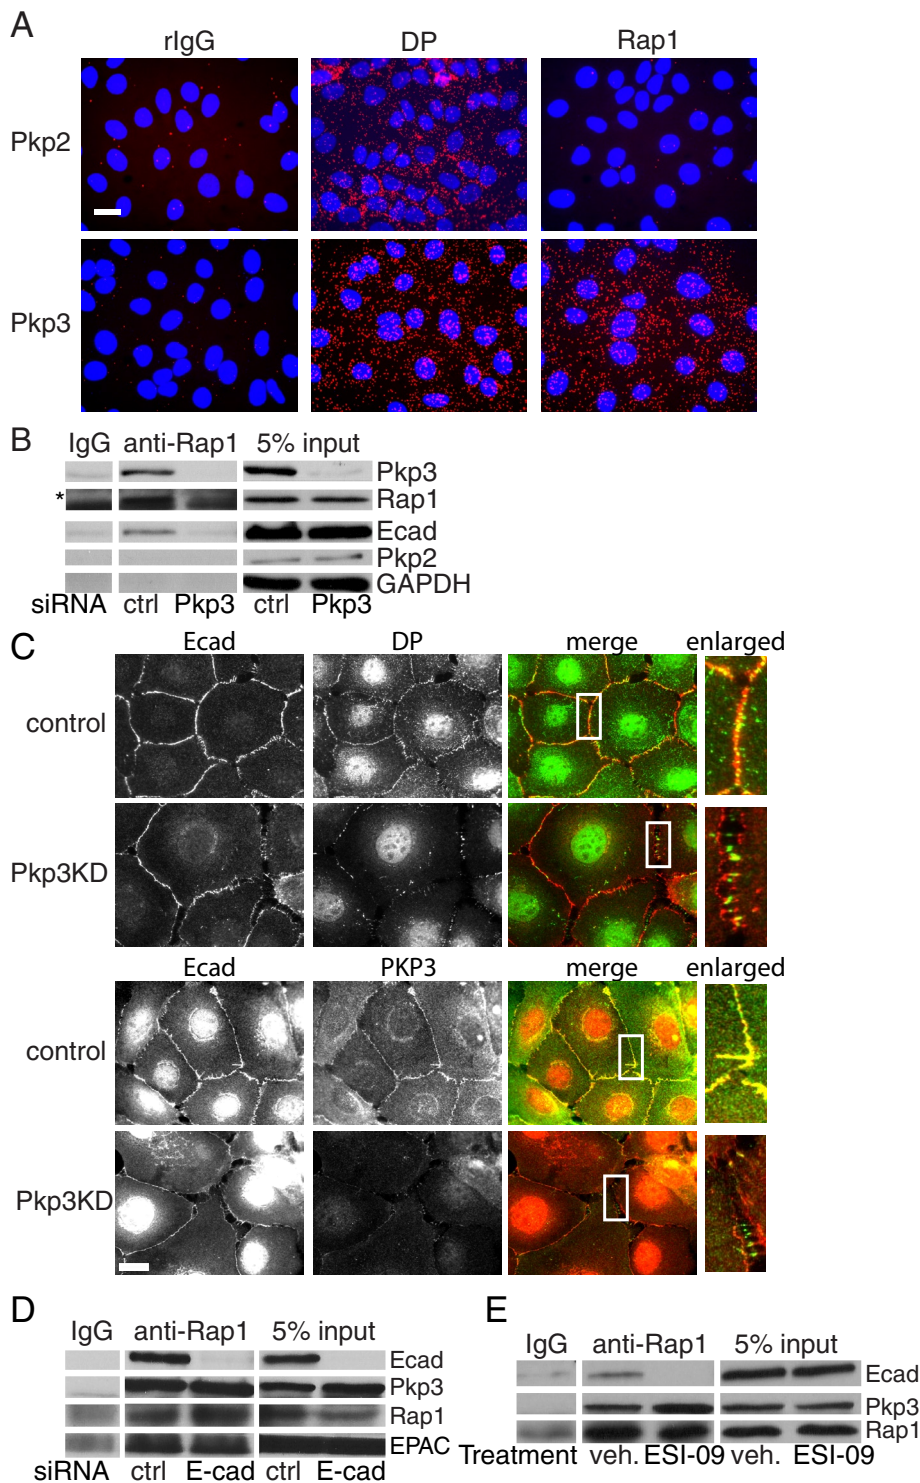 A
rIgG DP Rap1
Pkp2
Pkp3
B
IgG anti-Rap1 5% input
Pkp3
* Rap1
Ecad
Pkp2
GAPDH
siRNA ctrl Pkp3 ctrl Pkp3
C
Ecad DP merge enlarged
control
Pkp3KD
Ecad PKP3 merge enlarged
control
Pkp3KD
D
IgG anti-Rap1 5% input
Ecad
Pkp3
Rap1
EPAC
siRNA ctrl E-cad ctrl E-cad
E
IgG anti-Rap1 5% input
Ecad
Pkp3
Rap1
Treatment veh. ESI-09 veh. ESI-09